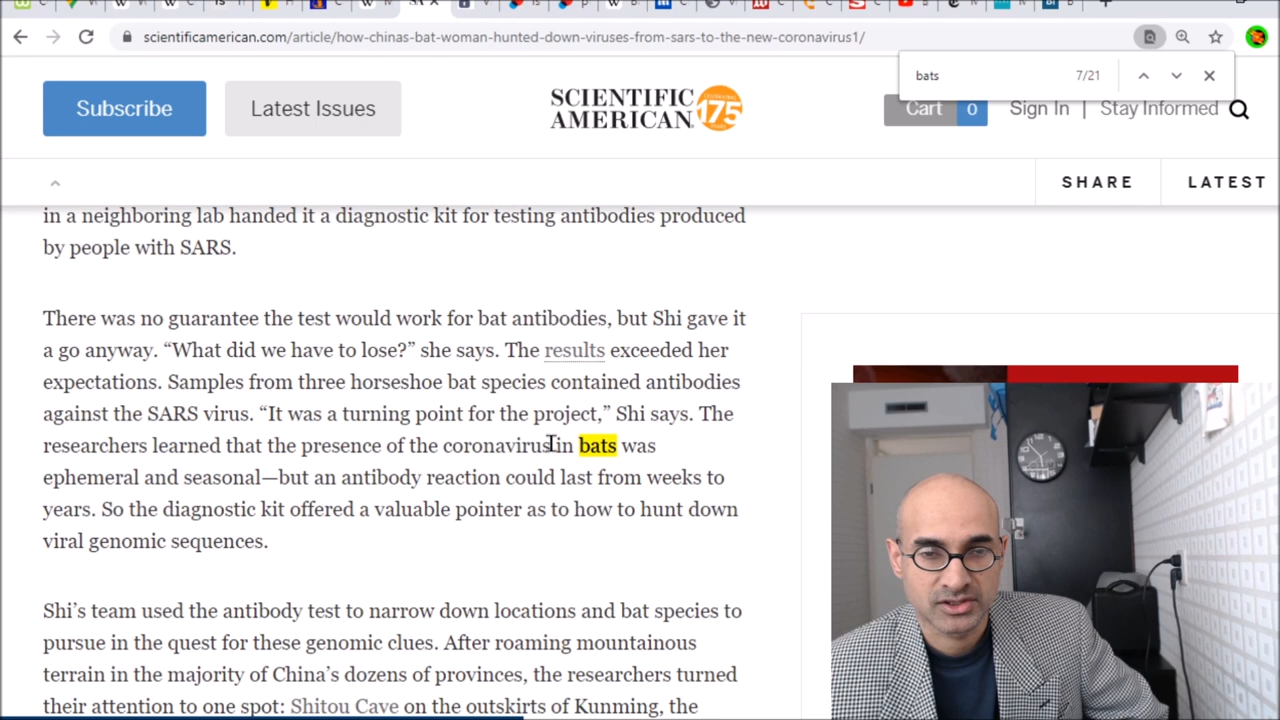 scientificamerican.com/article/how-chinas-bat-woman-hunted-down-viruses-from-sars-to-the-new-coronavirus1/
bats 7/21
Subscribe
Latest Issues
SCIENTIFIC
AMERICAN
175
Cart 0
Sign In | Stay Informed
SHARE
LATEST
in a neighboring lab handed it a diagnostic kit for testing antibodies produced
by people with SARS.
There was no guarantee the test would work for bat antibodies, but Shi gave it
a go anyway. “What did we have to lose?” she says. The results exceeded her
expectations. Samples from three horseshoe bat species contained antibodies
against the SARS virus. “It was a turning point for the project,” Shi says. The
researchers learned that the presence of the coronavirus in bats was
ephemeral and seasonal—but an antibody reaction could last from weeks to
years. So the diagnostic kit offered a valuable pointer as to how to hunt down
viral genomic sequences.
Shi’s team used the antibody test to narrow down locations and bat species to
pursue in the quest for these genomic clues. After roaming mountainous
terrain in the majority of China’s dozens of provinces, the researchers turned
their attention to one spot: Shitou Cave on the outskirts of Kunming, the